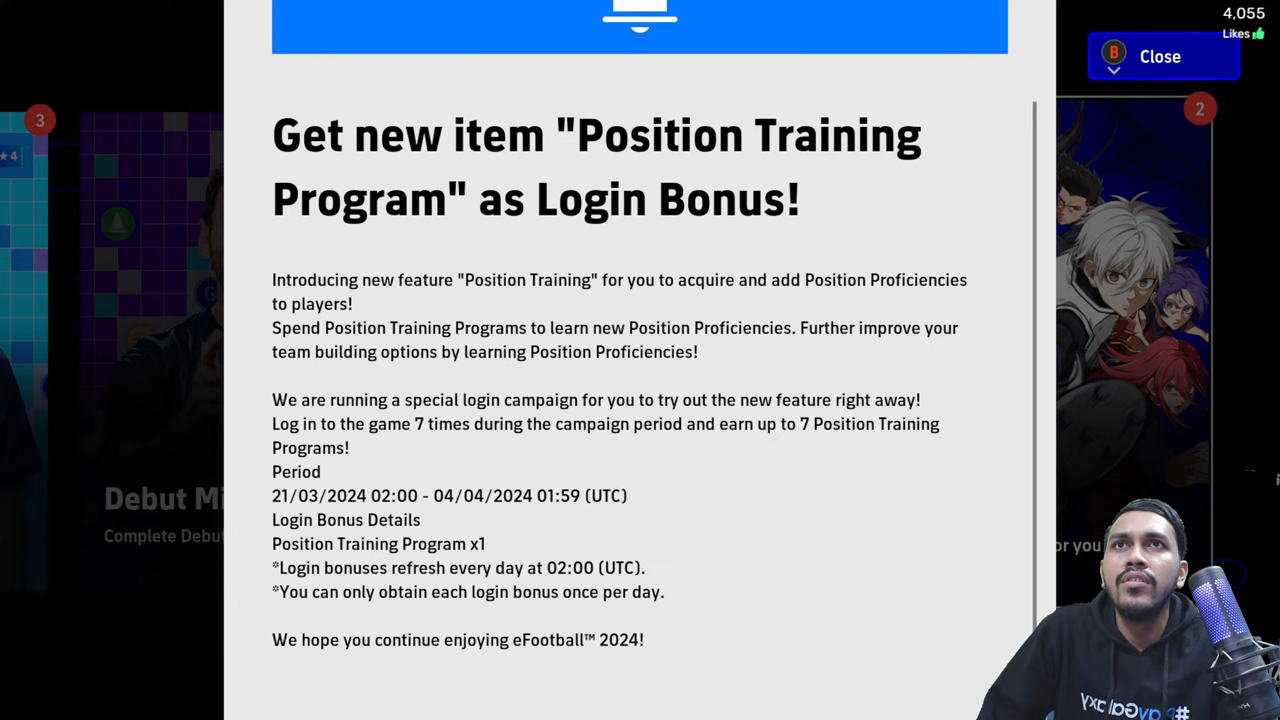 4,055
Likes
B
Close
3
2
★4
Get new item "Position Training
Program" as Login Bonus!
Introducing new feature "Position Training" for you to acquire and add Position Proficiencies
to players!
Spend Position Training Programs to learn new Position Proficiencies. Further improve your
team building options by learning Position Proficiencies!
We are running a special login campaign for you to try out the new feature right away!
Log in to the game 7 times during the campaign period and earn up to 7 Position Training
Programs!
Period
21/03/2024 02:00 - 04/04/2024 01:59 (UTC)
Login Bonus Details
Position Training Program x1
*Login bonuses refresh every day at 02:00 (UTC).
*You can only obtain each login bonus once per day.
We hope you continue enjoying eFootball™ 2024!
Debut Mi
Complete Debut
or you